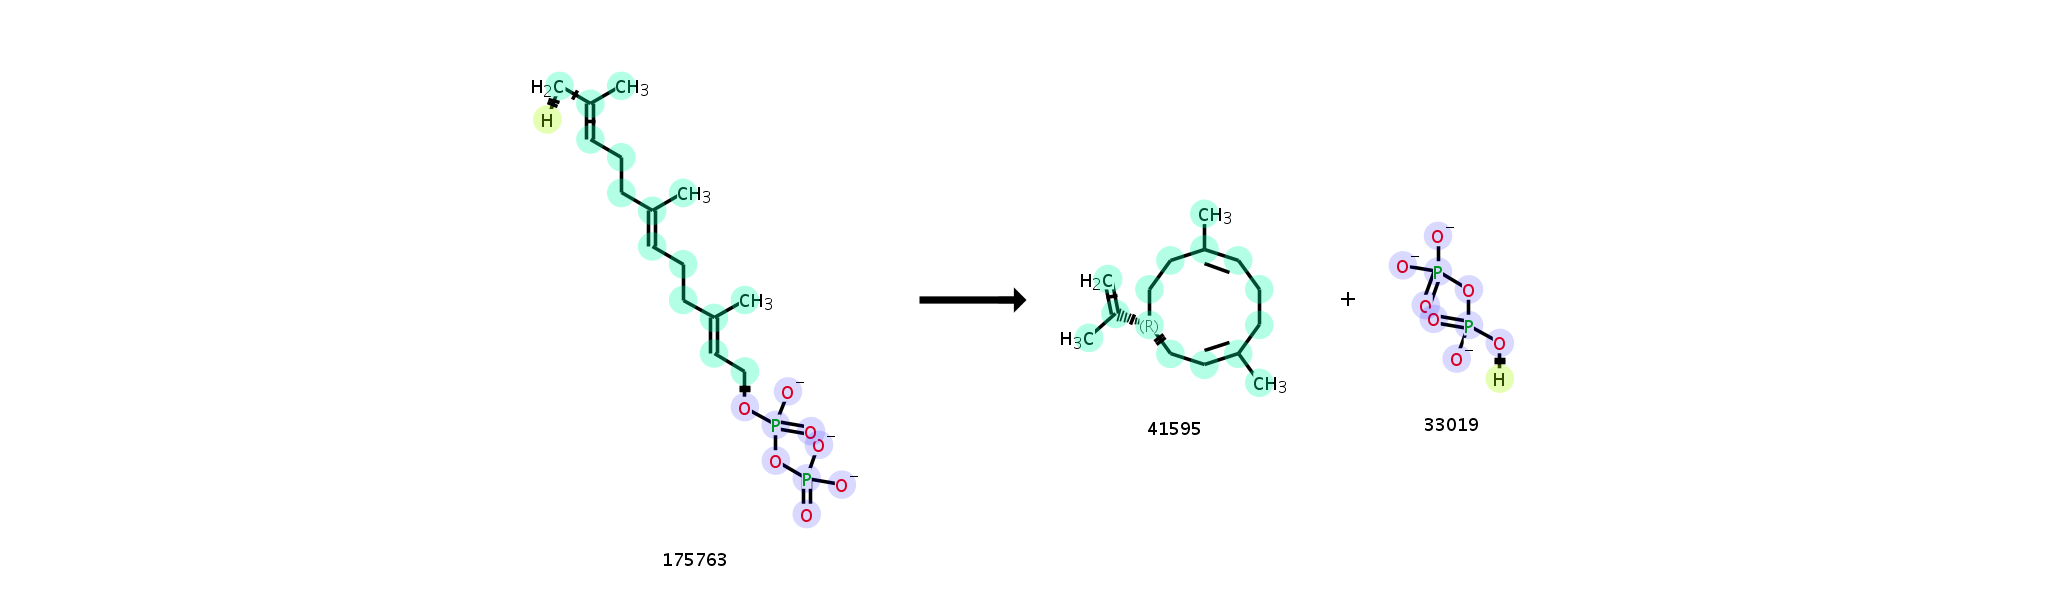 H₂C
CH₃
H
CH₃
CH₃
O
O⁻
P
O
O⁻
O
P
O⁻
O
175763
CH₃
H₂C
(R)
H₃C
CH₃
41595
+
O⁻
O⁻
P
O
O
O
P
O
O⁻
H
33019